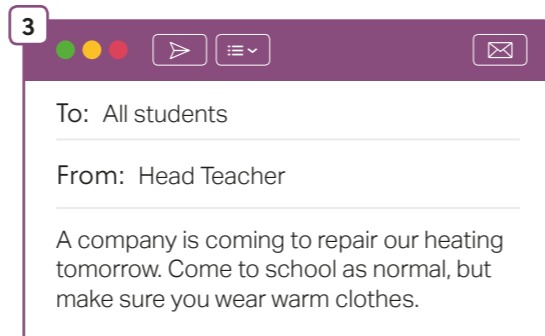 3
To: All students
From: Head Teacher
A company is coming to repair our heating
tomorrow. Come to school as normal, but
make sure you wear warm clothes.